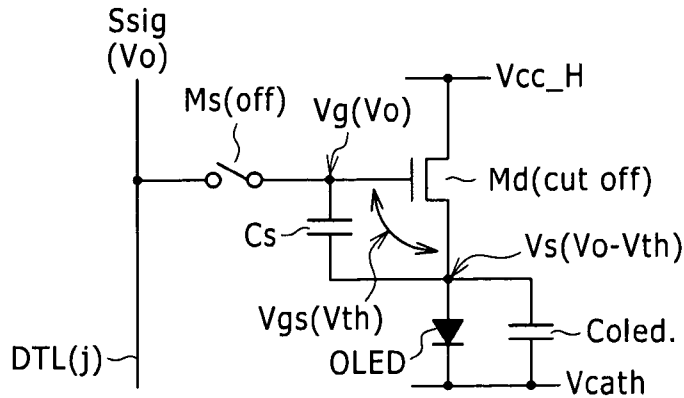 Ssig
(Vo)
Ms(off)
Vg(Vo)
Vcc_H
Md(cut off)
Cs
Vs(Vo-Vth)
Vgs(Vth)
DTL(j)
OLED
Coled.
Vcath